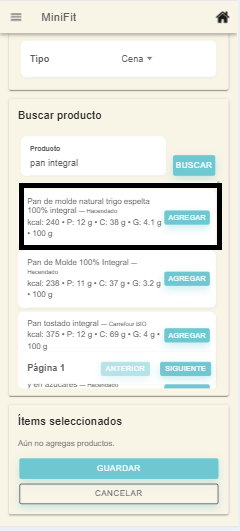 MiniFit
Tipo Cena
Buscar producto
Producto
pan integral
BUSCAR
Pan de molde natural trigo espelta
100% integral — Hacendado
kcal: 240 • P: 12 g • C: 38 g • G: 4.1 g
• 100 g
AGREGAR
Pan de Molde 100% Integral —
Hacendado
kcal: 238 • P: 11 g • C: 37 g • G: 3.2 g
• 100 g
AGREGAR
Pan tostado integral — Carrefour BIO
kcal: 375 • P: 12 g • C: 69 g • G: 4 g •
100 g
AGREGAR
Página 1
ANTERIOR
SIGUIENTE
y en azúcares — Hacendado
Ítems seleccionados
Aún no agregas productos.
GUARDAR
CANCELAR